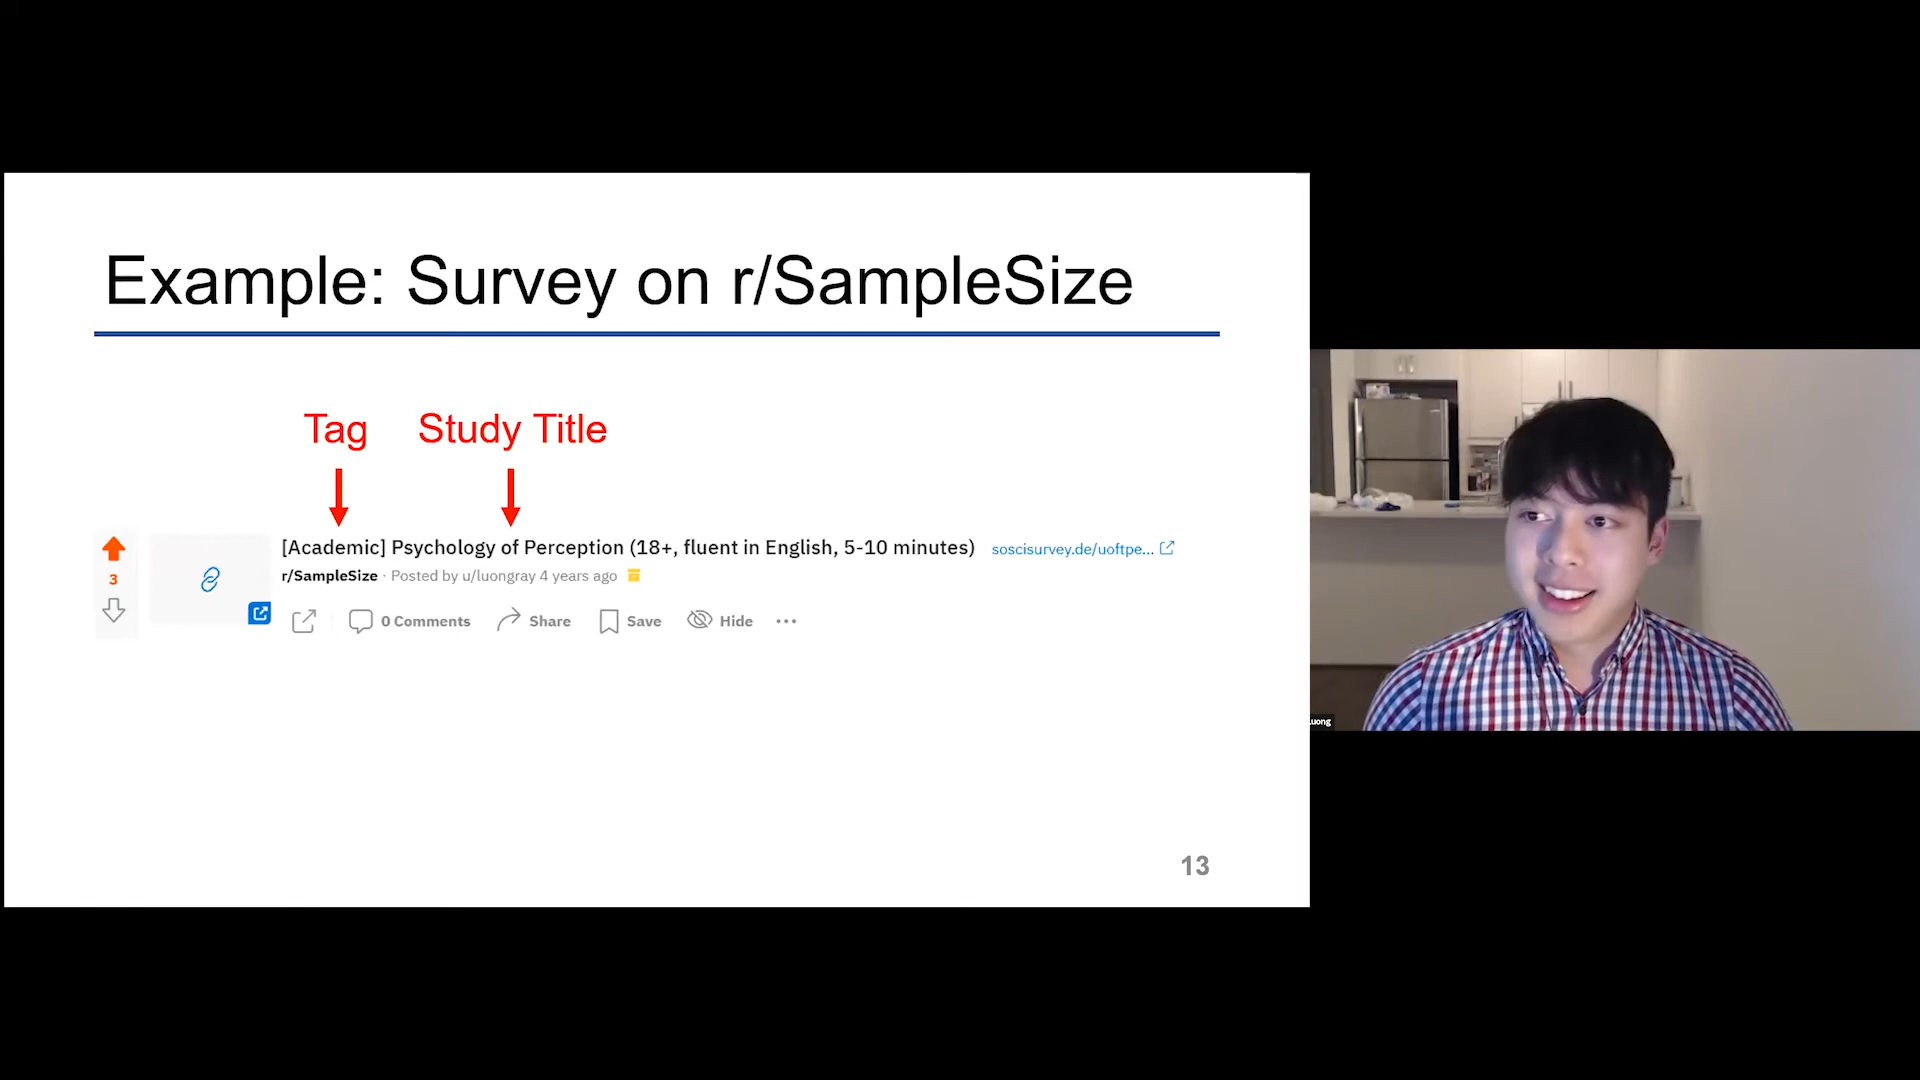 Example: Survey on r/SampleSize
Tag Study Title
[Academic] Psychology of Perception (18+, fluent in English, 5-10 minutes) soscisurvey.de/uoftpe...
3
r/SampleSize · Posted by u/luongray 4 years ago
0 Comments Share Save Hide ...
13
uong